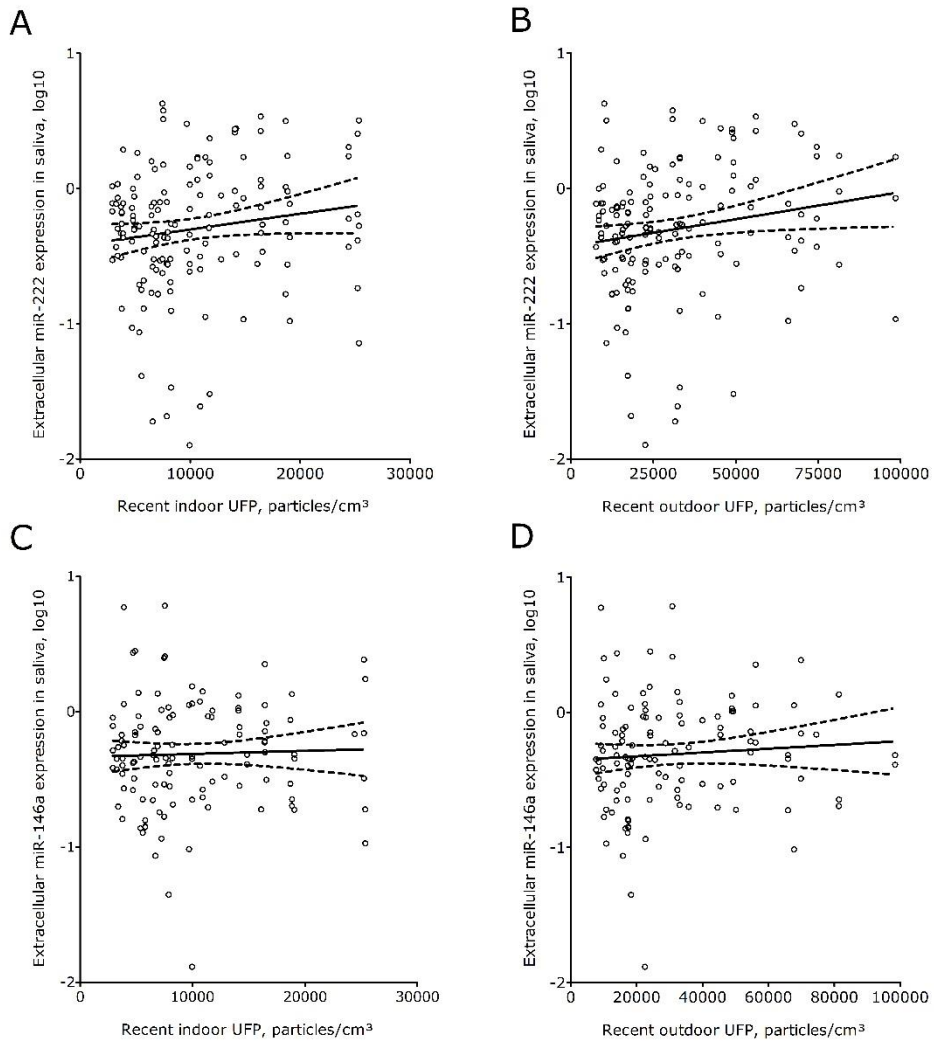 A
Extracellular miR-222 expression in saliva, log10
1
-0
-1
-2
0
10000
20000
30000
Recent indoor UFP, particles/cm³
B
Extracellular miR-222 expression in saliva, log10
1
-0
-1
-2
0
25000
50000
75000
100000
Recent outdoor UFP, particles/cm³
C
Extracellular miR-146a expression in saliva, log10
1
-0
-1
-2
0
10000
20000
30000
Recent indoor UFP, particles/cm³
D
Extracellular miR-146a expression in saliva, log10
1
-0
-1
-2
0
20000
40000
60000
80000
100000
Recent outdoor UFP, particles/cm³